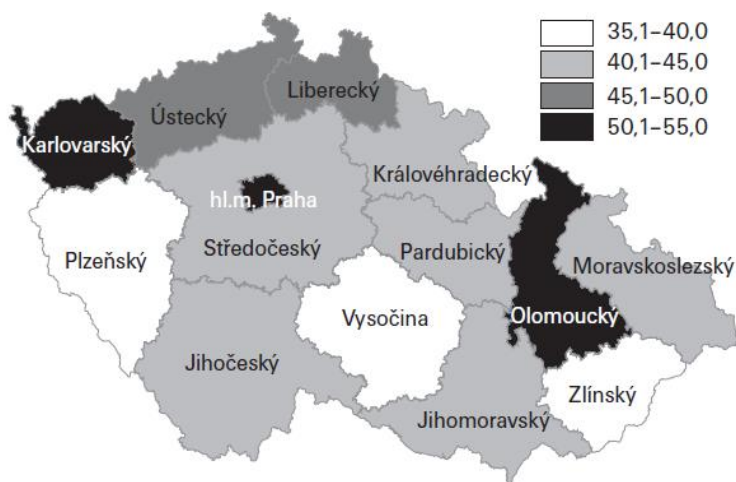 35,1–40,0
40,1–45,0
45,1–50,0
50,1–55,0
Liberecký
Ústecký
Karlovarský
Královéhradecký
hl.m. Praha
Středočeský
Pardubický
Plzeňský
Moravskoslezský
Vysočina
Olomoucký
Jihočeský
Zlínský
Jihomoravský